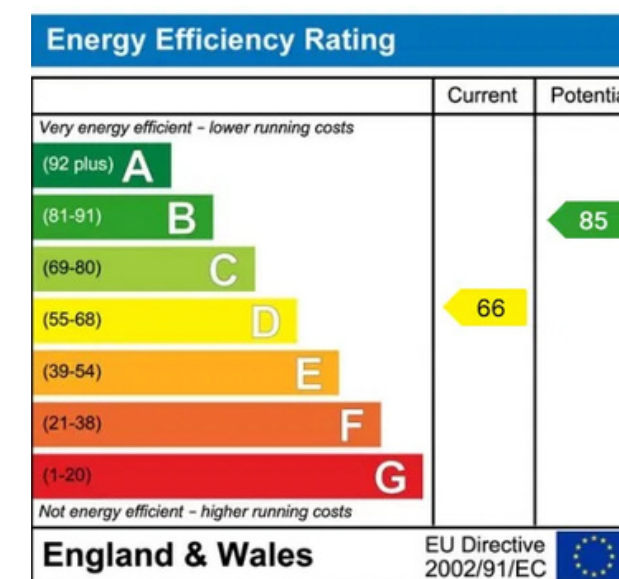 Energy Efficiency Rating
Current Potentia
Very energy efficient – lower running costs
(92 plus) A
(81-91) B
85
(69-80) C
(55-68) D
66
(39-54) E
(21-38) F
(1-20) G
Not energy efficient – higher running costs
England & Wales
EU Directive
2002/91/EC